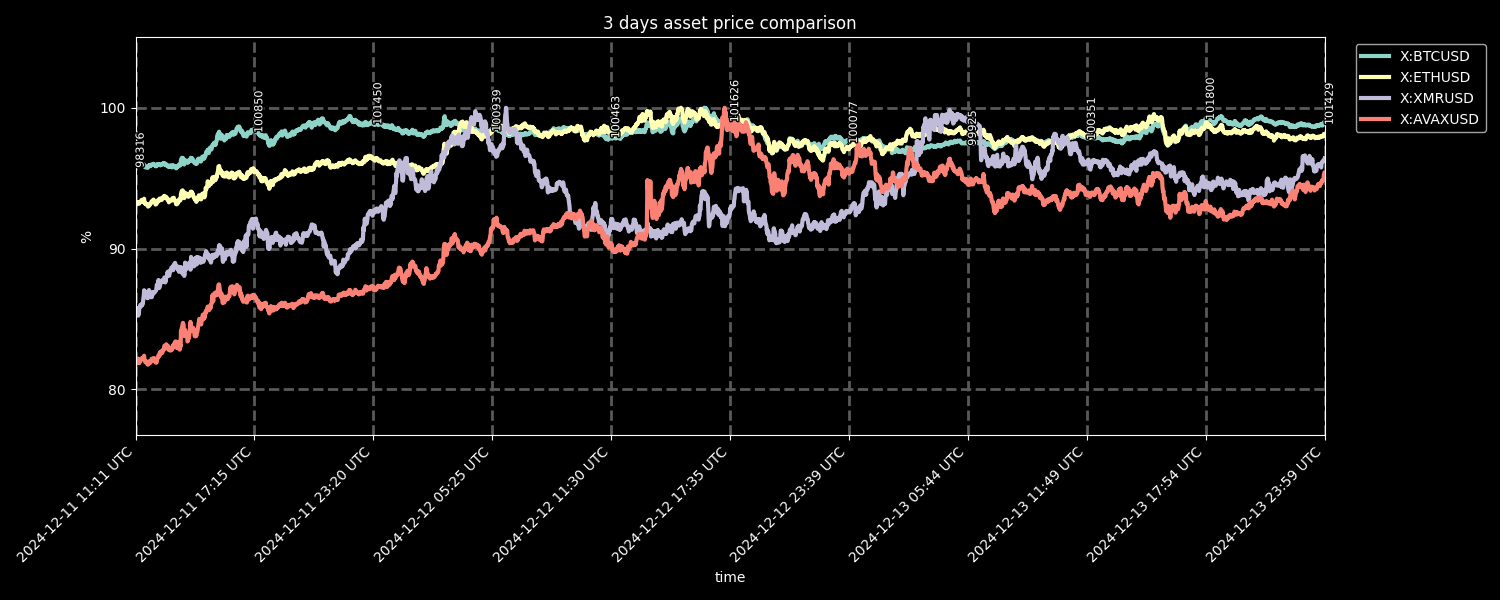 3 days asset price comparison
X:BTCUSD
X:ETHUSD
X:XMRUSD
X:AVAXUSD
100
90
80
%
98316
100850
101450
100939
100463
101626
100077
99925
100351
101800
101429
2024-12-11 11:11 UTC
2024-12-11 17:15 UTC
2024-12-11 23:20 UTC
2024-12-12 05:25 UTC
2024-12-12 11:30 UTC
2024-12-12 17:35 UTC
2024-12-12 23:39 UTC
2024-12-13 05:44 UTC
2024-12-13 11:49 UTC
2024-12-13 17:54 UTC
2024-12-13 23:59 UTC
time